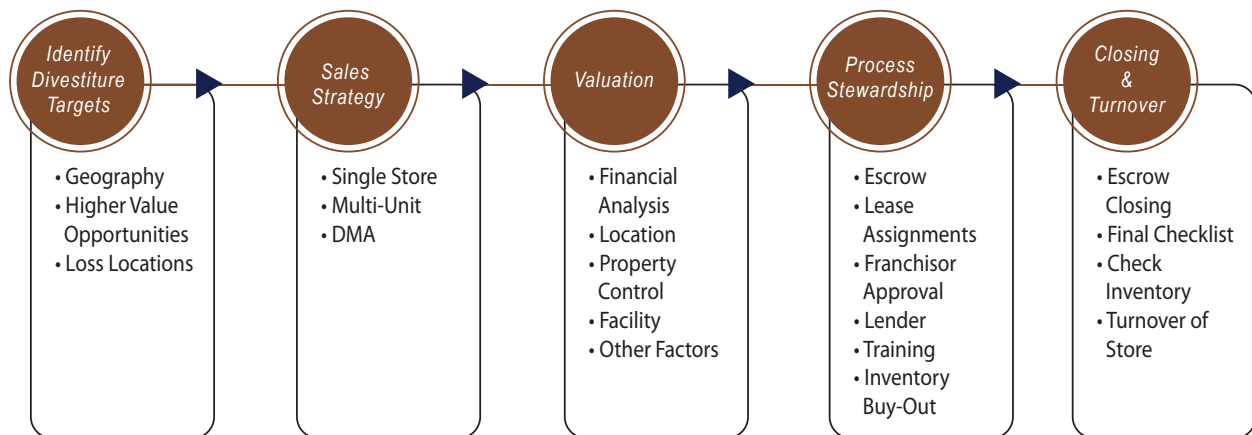 Identify
Divestiture
Targets
• Geography
• Higher Value
Opportunities
• Loss Locations
Sales
Strategy
• Single Store
• Multi-Unit
• DMA
Valuation
• Financial
Analysis
• Location
• Property
Control
• Facility
• Other Factors
Process
Stewardship
• Escrow
• Lease
Assignments
• Franchisor
Approval
• Lender
• Training
• Inventory
Buy-Out
Closing
&
Turnover
• Escrow
Closing
• Final Checklist
• Check
Inventory
• Turnover of
Store